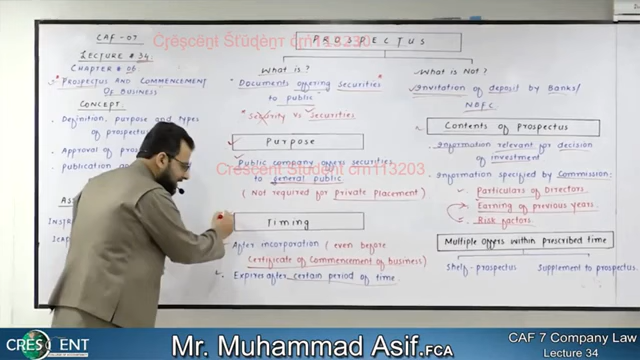 CAF-07
LECTURE # 34
CHAPTER # 06
* PROSPECTUS AND COMMENCEMENT
OF BUSINESS
CONCEPT:
. Definition, purpose and types
of prospectus
. Approval of
. Publication
PROSPECTUS
Crescent Student cm113230
What is?
* Documents offering securities *
to public
* Security vs Securities
Purpose
Public company offers securities
to general public
Crescent Student cm113203
(Not required for private placement)
Timing
After incorporation (even before
Certificate of Commencement of business)
Expires after certain period of time.
What is Not?
Invitation of deposit by Banks/
NBFC
Contents of prospectus
Information relevant for decision
of investment
Information specified by Commission:
Particulars of Directors
Earning of previous years
Risk factors
Multiple offers within prescribed time
Shelf-prospectus
Supplement to prospectus
CRESCENT
Mr. Muhammad Asif.FCA
CAF 7 Company Law
Lecture 34